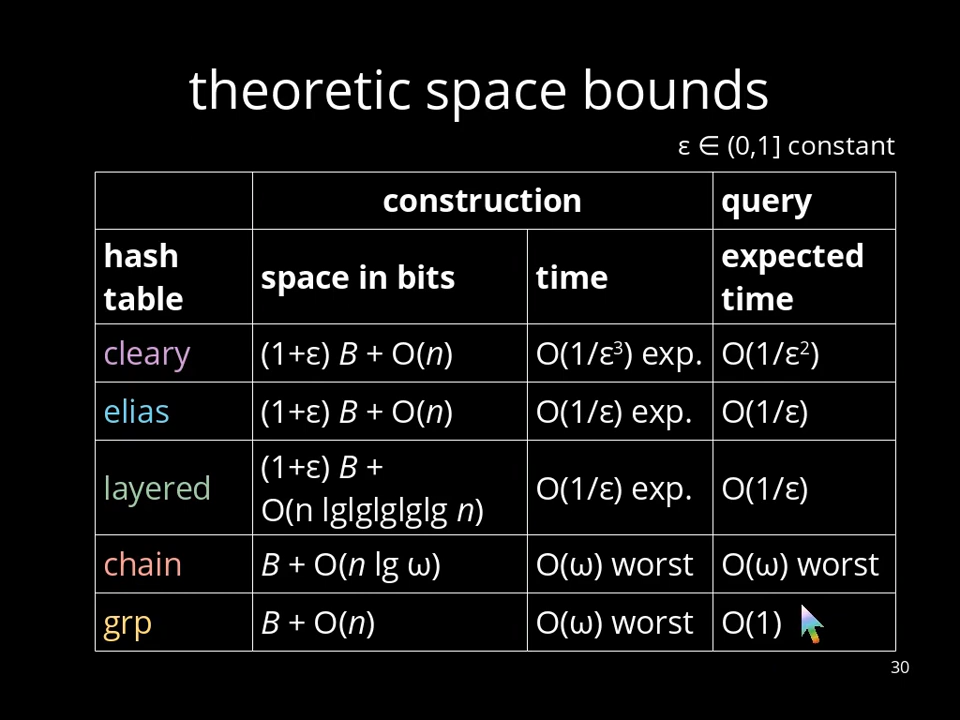 theoretic space bounds
ε ∈ (0,1] constant
construction query
hash table space in bits time expected time
cleary (1+ε) B + O(n) O(1/ε³) exp. O(1/ε²)
elias (1+ε) B + O(n) O(1/ε) exp. O(1/ε)
layered (1+ε) B + O(n lglglglglg n) O(1/ε) exp. O(1/ε)
chain B + O(n lg ω) O(ω) worst O(ω) worst
grp B + O(n) O(ω) worst O(1)
30